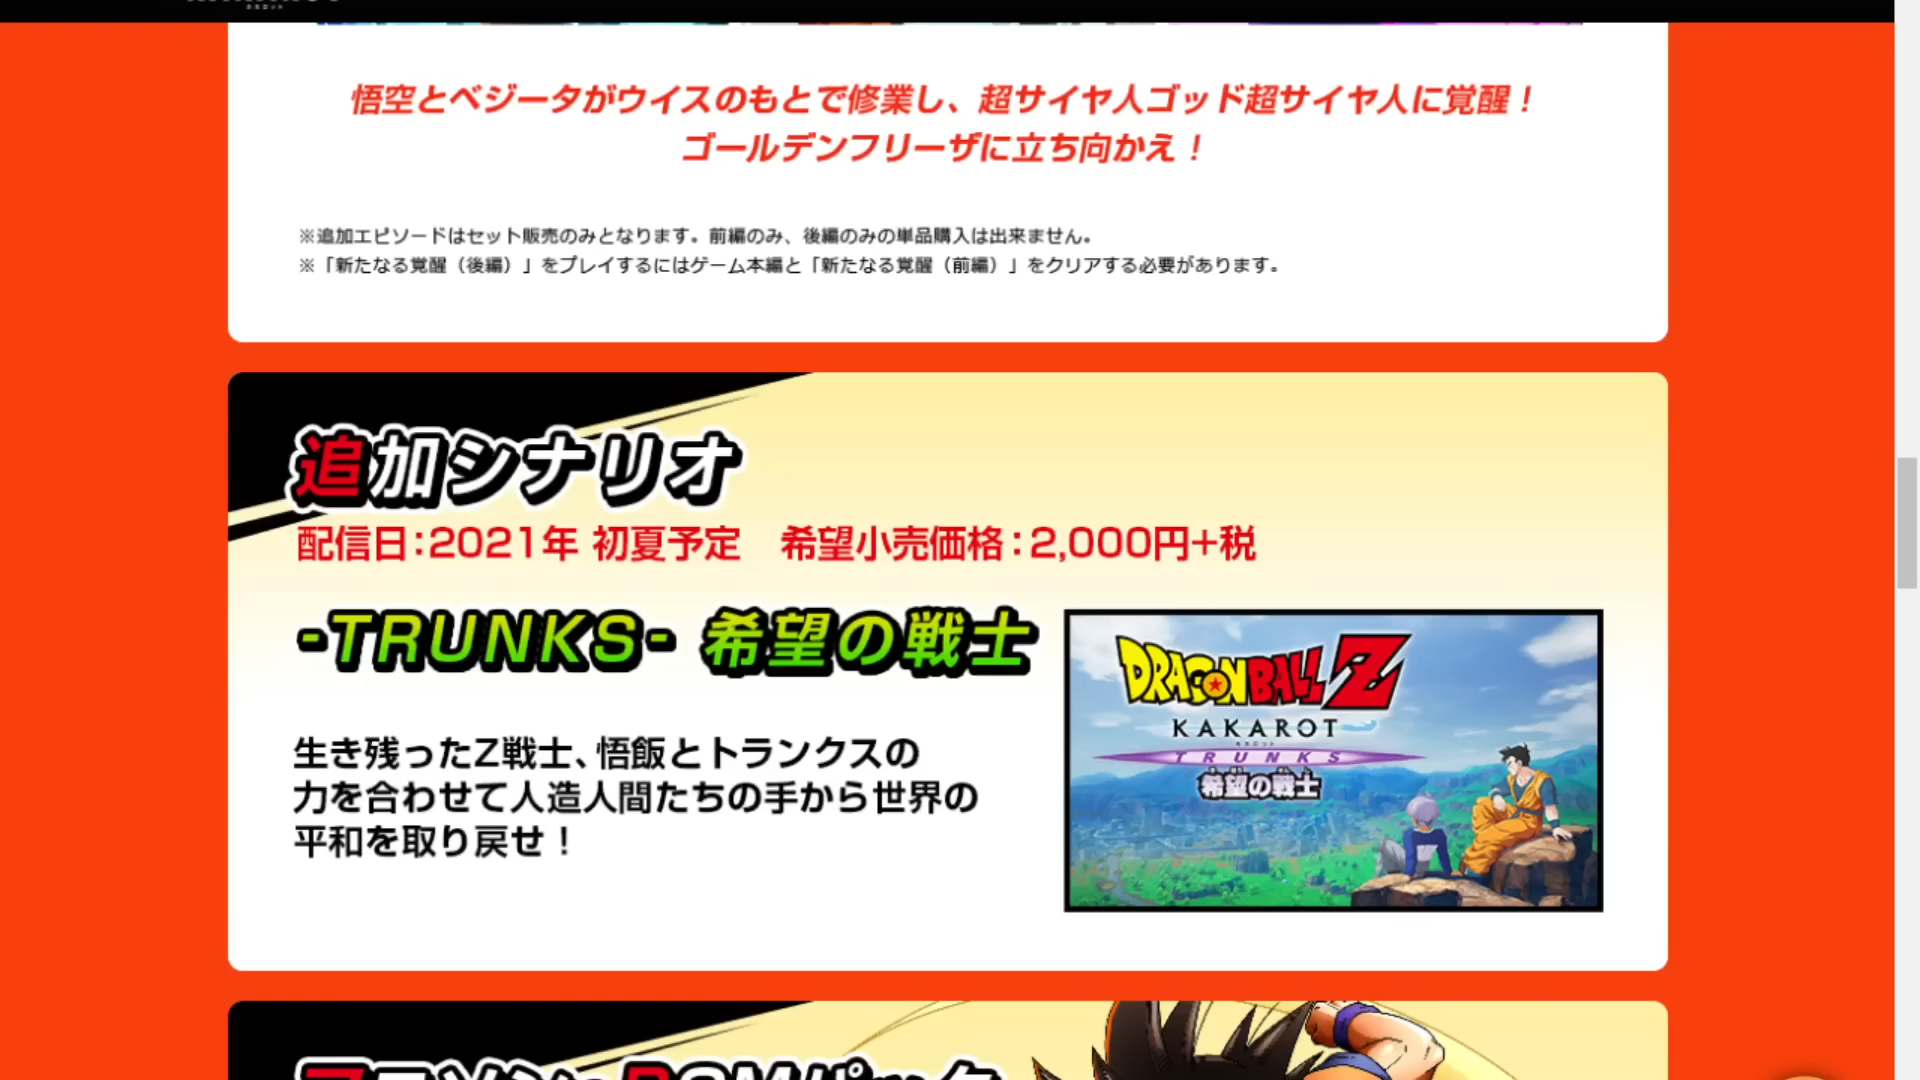 悟空とベジータがウイスのもとで修業し、超サイヤ人ゴッド超サイヤ人に覚醒！
ゴールデンフリーザに立ち向かえ！
※追加エピソードはセット販売のみとなります。前編のみ、後編のみの単品購入は出来ません。
※「新たなる覚醒（後編）」をプレイするにはゲーム本編と「新たなる覚醒（前編）」をクリアする必要があります。
追加シナリオ
配信日：2021年 初夏予定　希望小売価格：2,000円+税
-TRUNKS- 希望の戦士
生き残ったZ戦士、悟飯とトランクスの
力を合わせて人造人間たちの手から世界の
平和を取り戻せ！
DRAGONBALL Z
KAKAROT
TRUNKS
希望の戦士